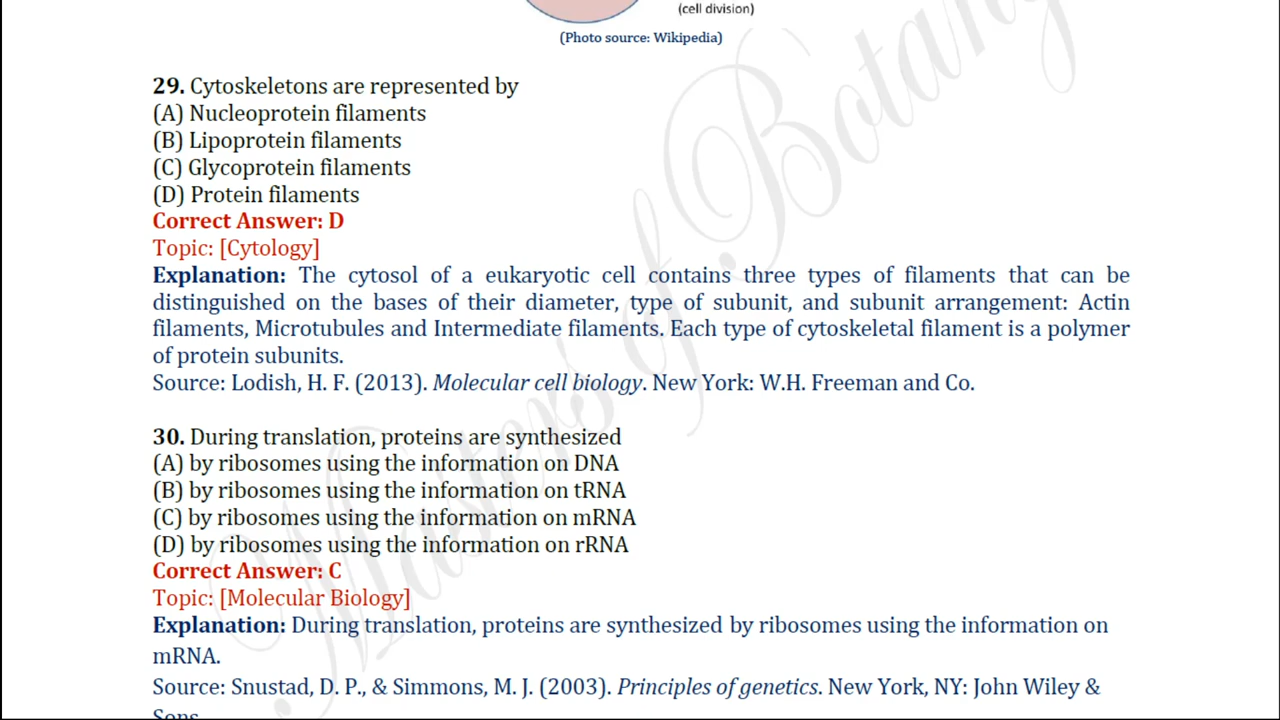 (cell division)
(Photo source: Wikipedia)
29. Cytoskeletons are represented by
(A) Nucleoprotein filaments
(B) Lipoprotein filaments
(C) Glycoprotein filaments
(D) Protein filaments
Correct Answer: D
Topic: [Cytology]
Explanation: The cytosol of a eukaryotic cell contains three types of filaments that can be
distinguished on the bases of their diameter, type of subunit, and subunit arrangement: Actin
filaments, Microtubules and Intermediate filaments. Each type of cytoskeletal filament is a polymer
of protein subunits.
Source: Lodish, H. F. (2013). Molecular cell biology. New York: W.H. Freeman and Co.
30. During translation, proteins are synthesized
(A) by ribosomes using the information on DNA
(B) by ribosomes using the information on tRNA
(C) by ribosomes using the information on mRNA
(D) by ribosomes using the information on rRNA
Correct Answer: C
Topic: [Molecular Biology]
Explanation: During translation, proteins are synthesized by ribosomes using the information on
mRNA.
Source: Snustad, D. P., & Simmons, M. J. (2003). Principles of genetics. New York, NY: John Wiley &
Sons.
Masters of Botany